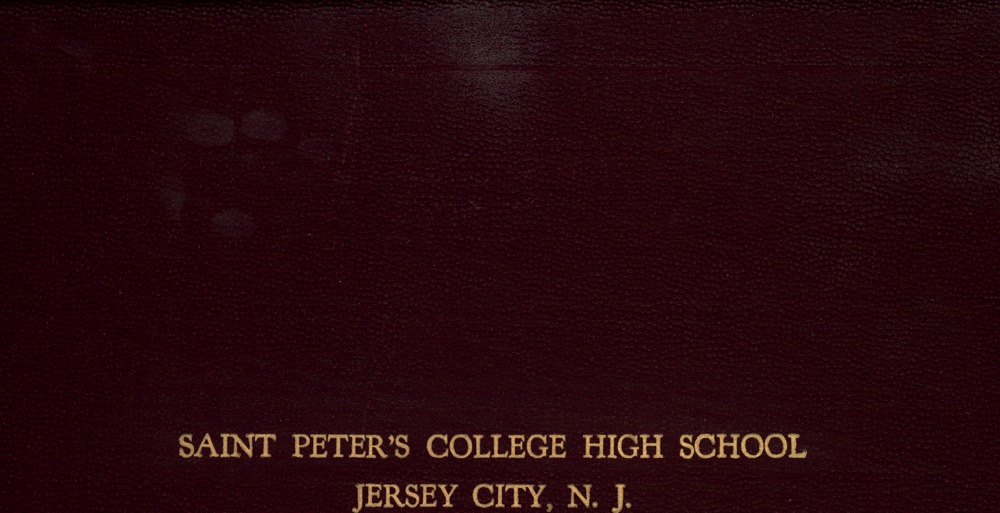 SAINT PETER'S COLLEGE HIGH SCHOOL
JERSEY CITY, N. J.